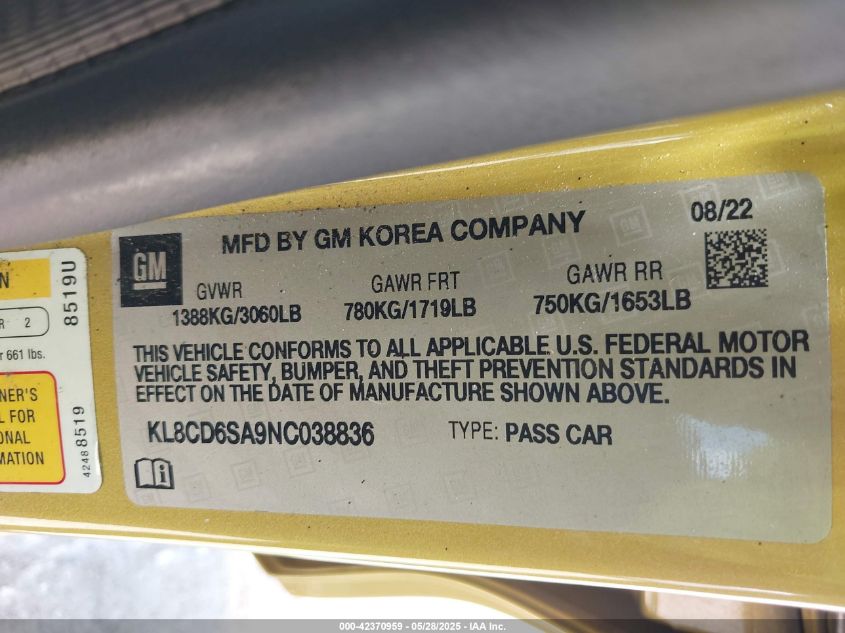 GM
MFD BY GM KOREA COMPANY
08/22
GVWR
GAWR FRT
GAWR RR
1388KG/3060LB
780KG/1719LB
750KG/1653LB
THIS VEHICLE CONFORMS TO ALL APPLICABLE U.S. FEDERAL MOTOR
VEHICLE SAFETY, BUMPER, AND THEFT PREVENTION STANDARDS IN
EFFECT ON THE DATE OF MANUFACTURE SHOWN ABOVE.
KL8CD6SA9NC038836
TYPE: PASS CAR
8519U
2
661 lbs.
NER'S
FOR
ONAL
MATION
42488519
000-42370959 — 05/28/2025 - IAA Inc.